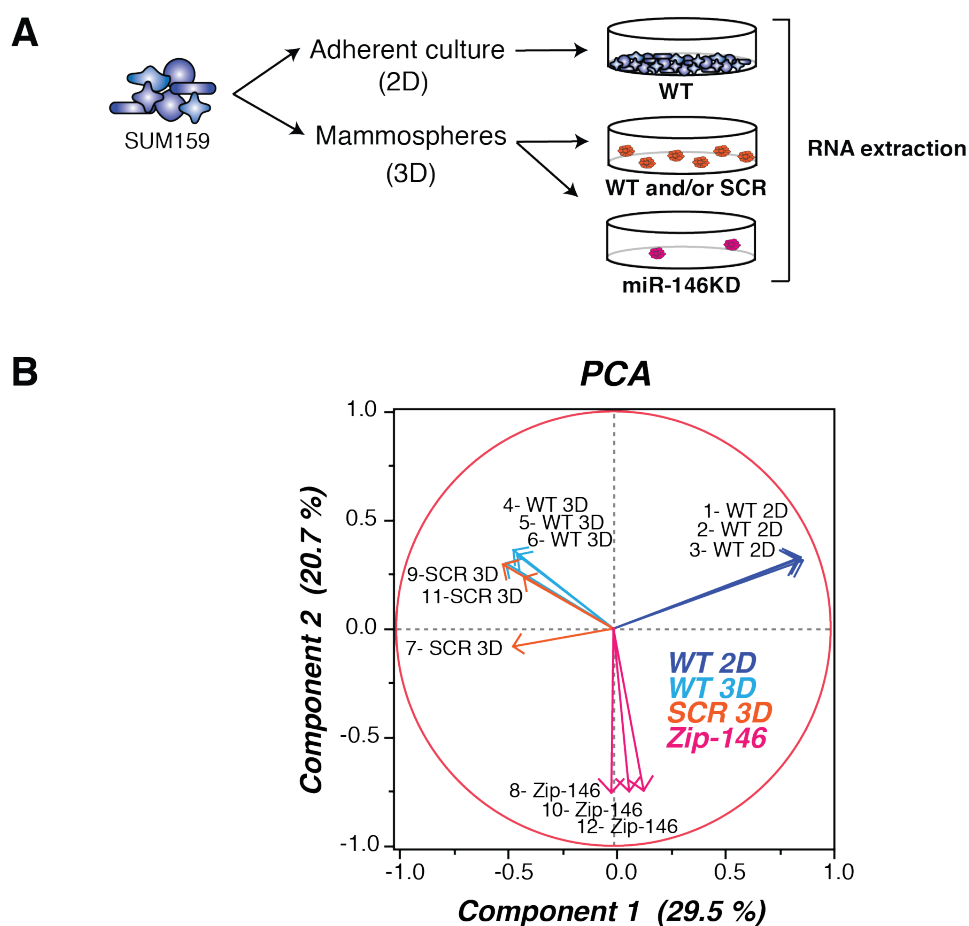 A
SUM159
Adherent culture
(2D)
Mammospheres
(3D)
WT
WT and/or SCR
miR-146KD
RNA extraction
B
PCA
1.0
0.5
0.0
-0.5
-1.0
Component 2 (20.7 %)
4- WT 3D
5- WT 3D
6- WT 3D
9-SCR 3D
11-SCR 3D
7- SCR 3D
1- WT 2D
2- WT 2D
3- WT 2D
WT 2D
WT 3D
SCR 3D
Zip-146
8- Zip-146
10- Zip-146
12- Zip-146
-1.0 -0.5 0.0 0.5 1.0
Component 1 (29.5 %)